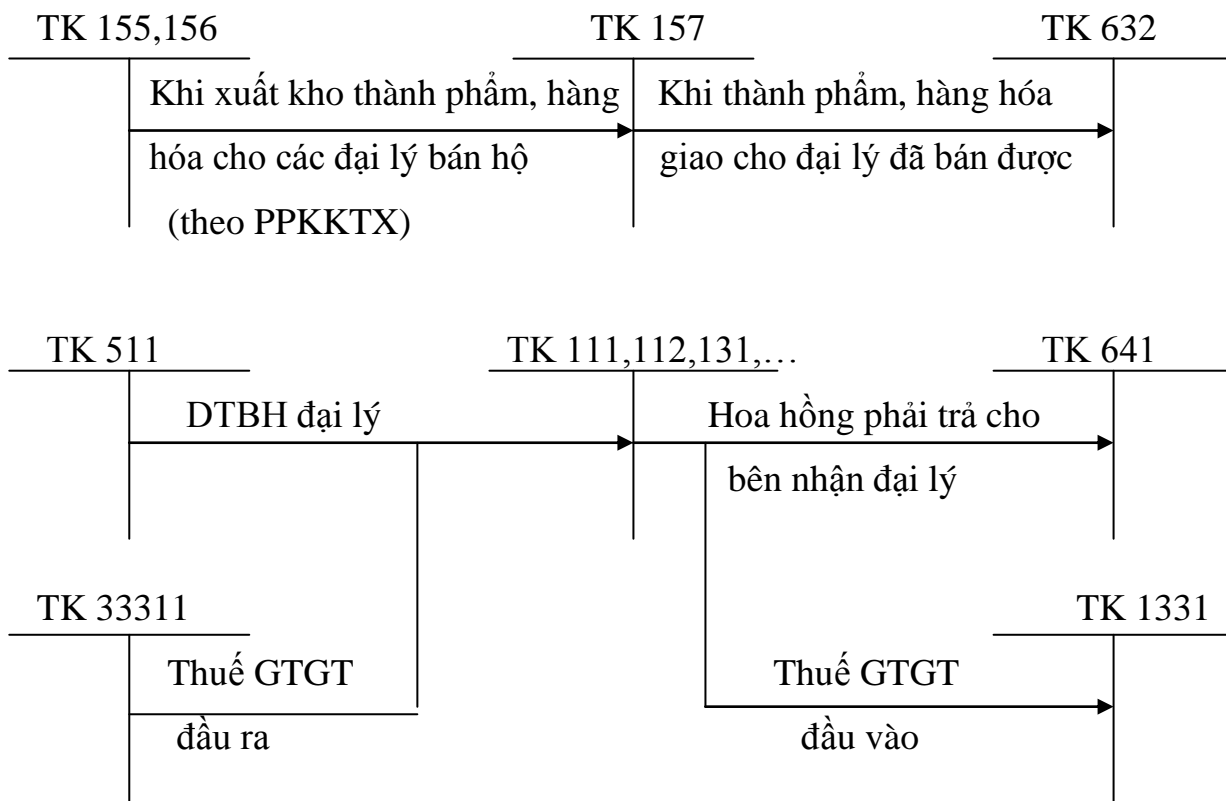 TK 155,156
TK 157
TK 632
Khi xuất kho thành phẩm, hàng
hóa cho các đại lý bán hộ
(theo PPKKTX)
Khi thành phẩm, hàng hóa
giao cho đại lý đã bán được
TK 511
TK 111,112,131,…
TK 641
DTBH đại lý
Hoa hồng phải trả cho
bên nhận đại lý
TK 33311
TK 1331
Thuế GTGT
đầu ra
Thuế GTGT
đầu vào